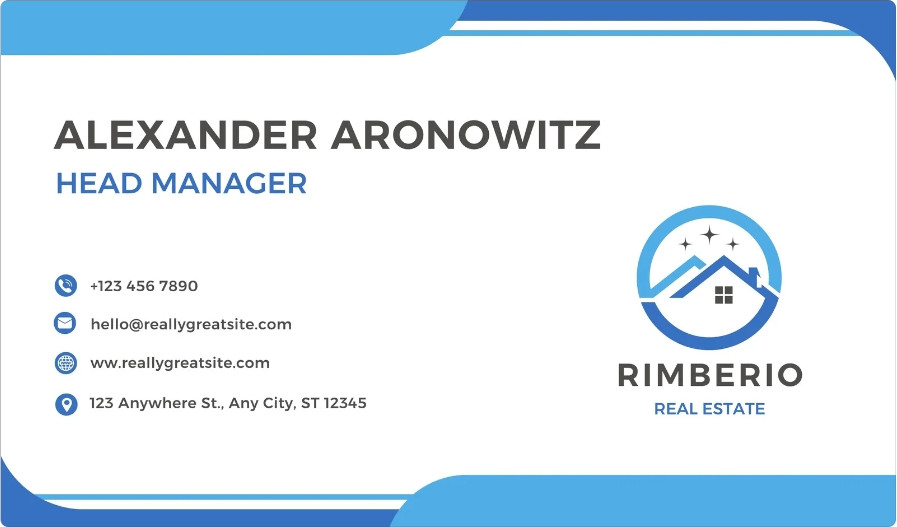 ALEXANDER ARONOWITZ
HEAD MANAGER
+123 456 7890
hello@reallygreatsite.com
ww.reallygreatsite.com
123 Anywhere St., Any City, ST 12345
RIMBERIO
REAL ESTATE